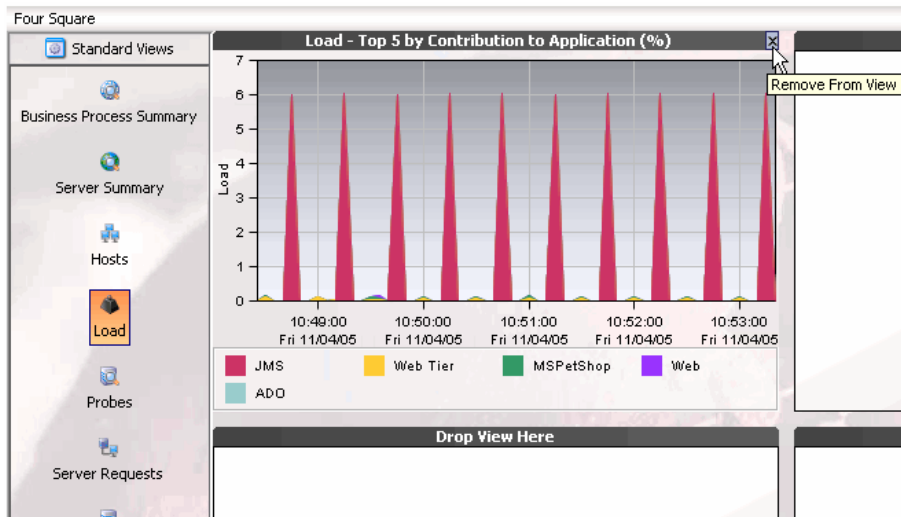 Four Square
Standard Views
Business Process Summary
Server Summary
Hosts
Load
Probes
Server Requests
Load - Top 5 by Contribution to Application (%)
Remove From View
Load
7
6
5
4
3
2
1
0
10:49:00 10:50:00 10:51:00 10:52:00 10:53:00
Fri 11/04/05 Fri 11/04/05 Fri 11/04/05 Fri 11/04/05 Fri 11/04/05
JMS Web Tier MSPetShop Web
ADO
Drop View Here